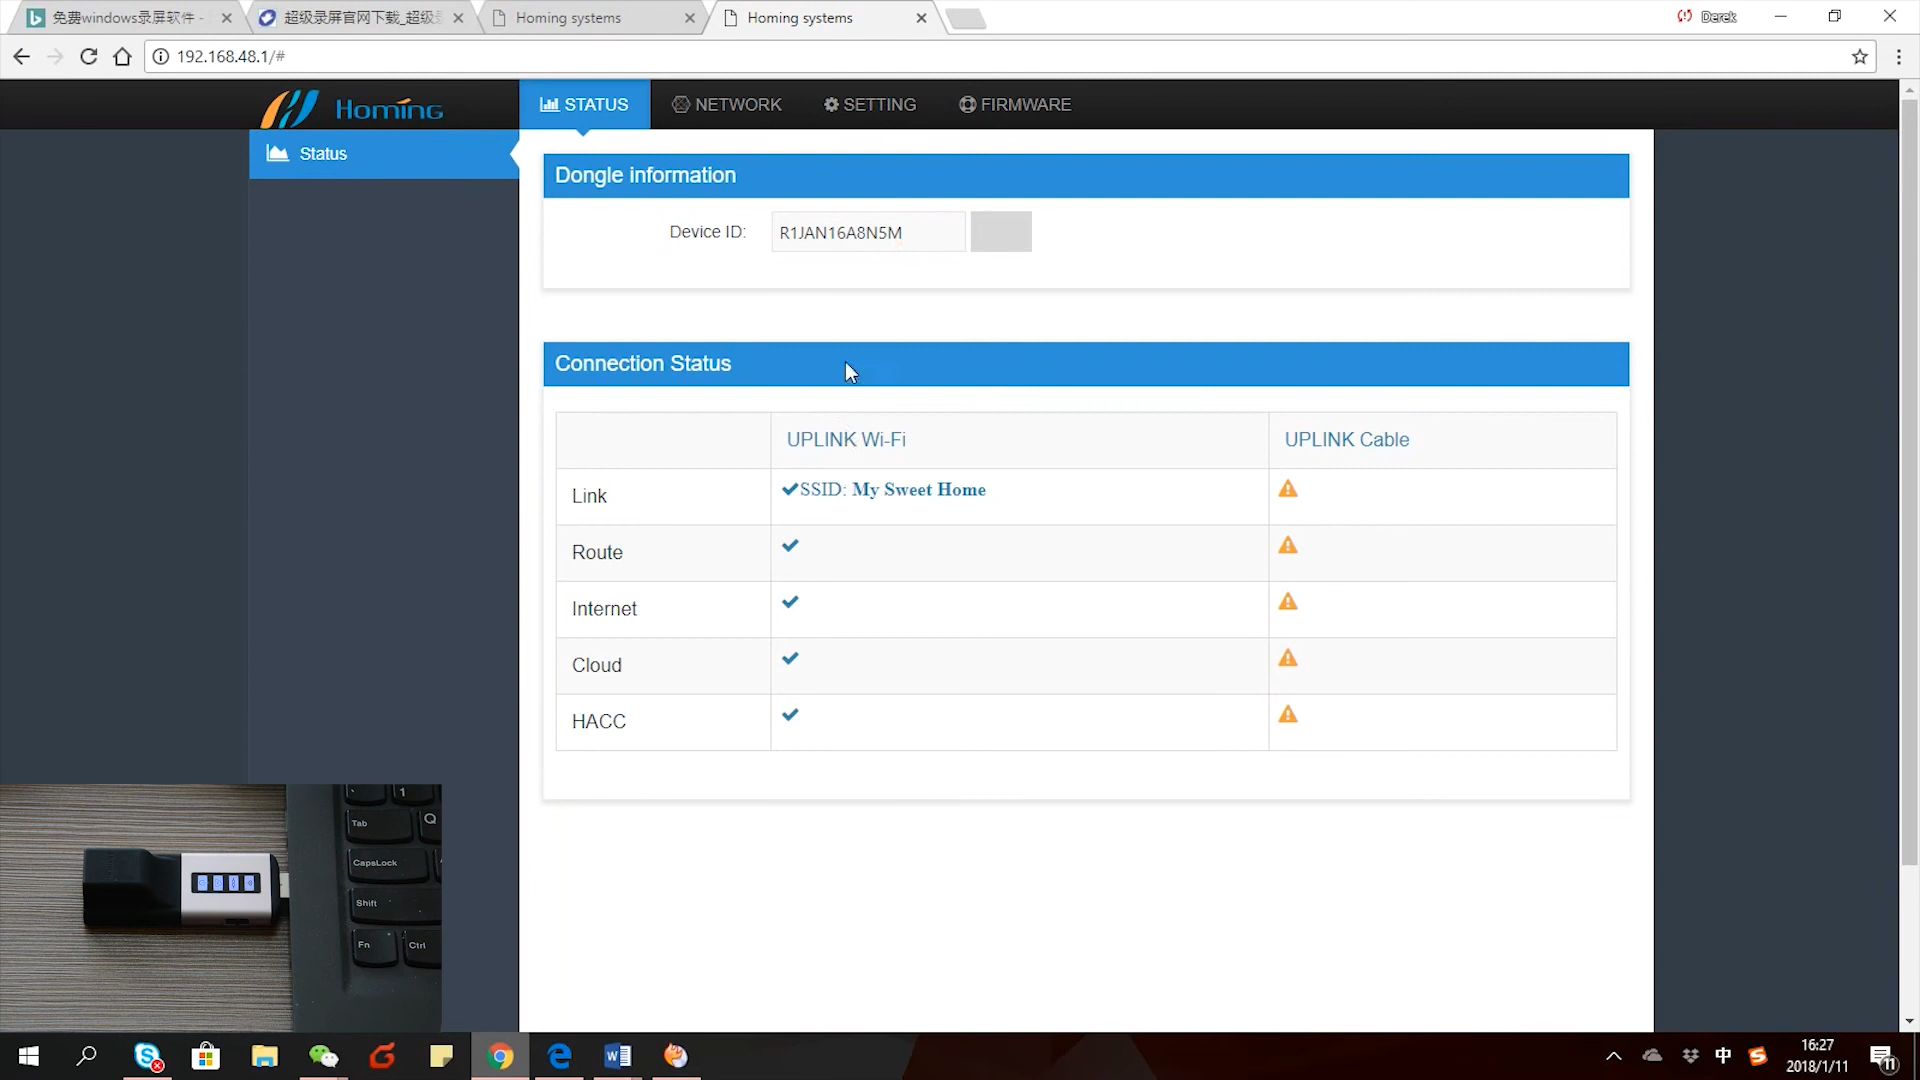 免费windows录屏软件 -
超级录屏官网下载_超级
Homing systems
Homing systems
Derek
192.168.48.1/#
Homing
STATUS
NETWORK
SETTING
FIRMWARE
Status
Dongle information
Device ID:
R1JAN16A8N5M
Connection Status
UPLINK Wi-Fi
UPLINK Cable
Link
SSID: My Sweet Home
Route
Internet
Cloud
HACC
1
Tab
Q
CapsLock
Shift
Fn
Ctrl
中
16:27
2018/1/11
11